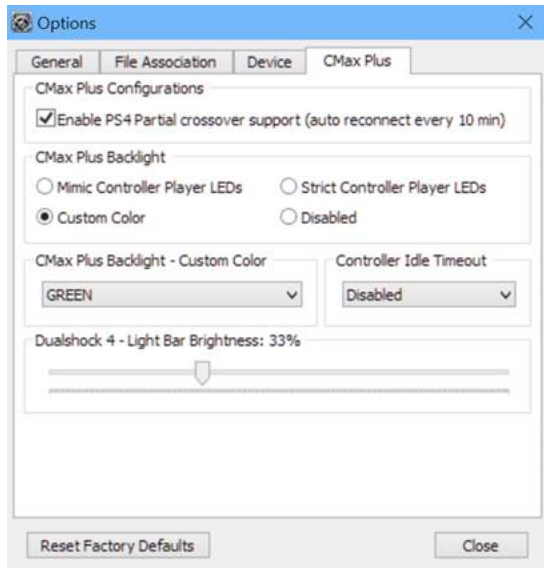 Options
General File Association Device CMax Plus
CMax Plus Configurations
Enable PS4 Partial crossover support (auto reconnect every 10 min)
CMax Plus Backlight
Mimic Controller Player LEDs Strict Controller Player LEDs
Custom Color Disabled
CMax Plus Backlight - Custom Color Controller Idle Timeout
GREEN Disabled
Dualshock 4 - Light Bar Brightness: 33%
Reset Factory Defaults Close